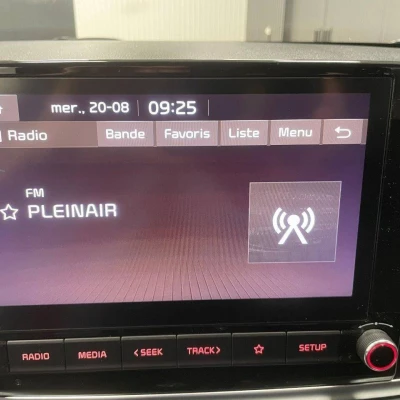 mer., 20-08 09:25
Radio Bande Favoris Liste Menu
FM
PLEINAIR
RADIO MEDIA <SEEK TRACK> SETUP